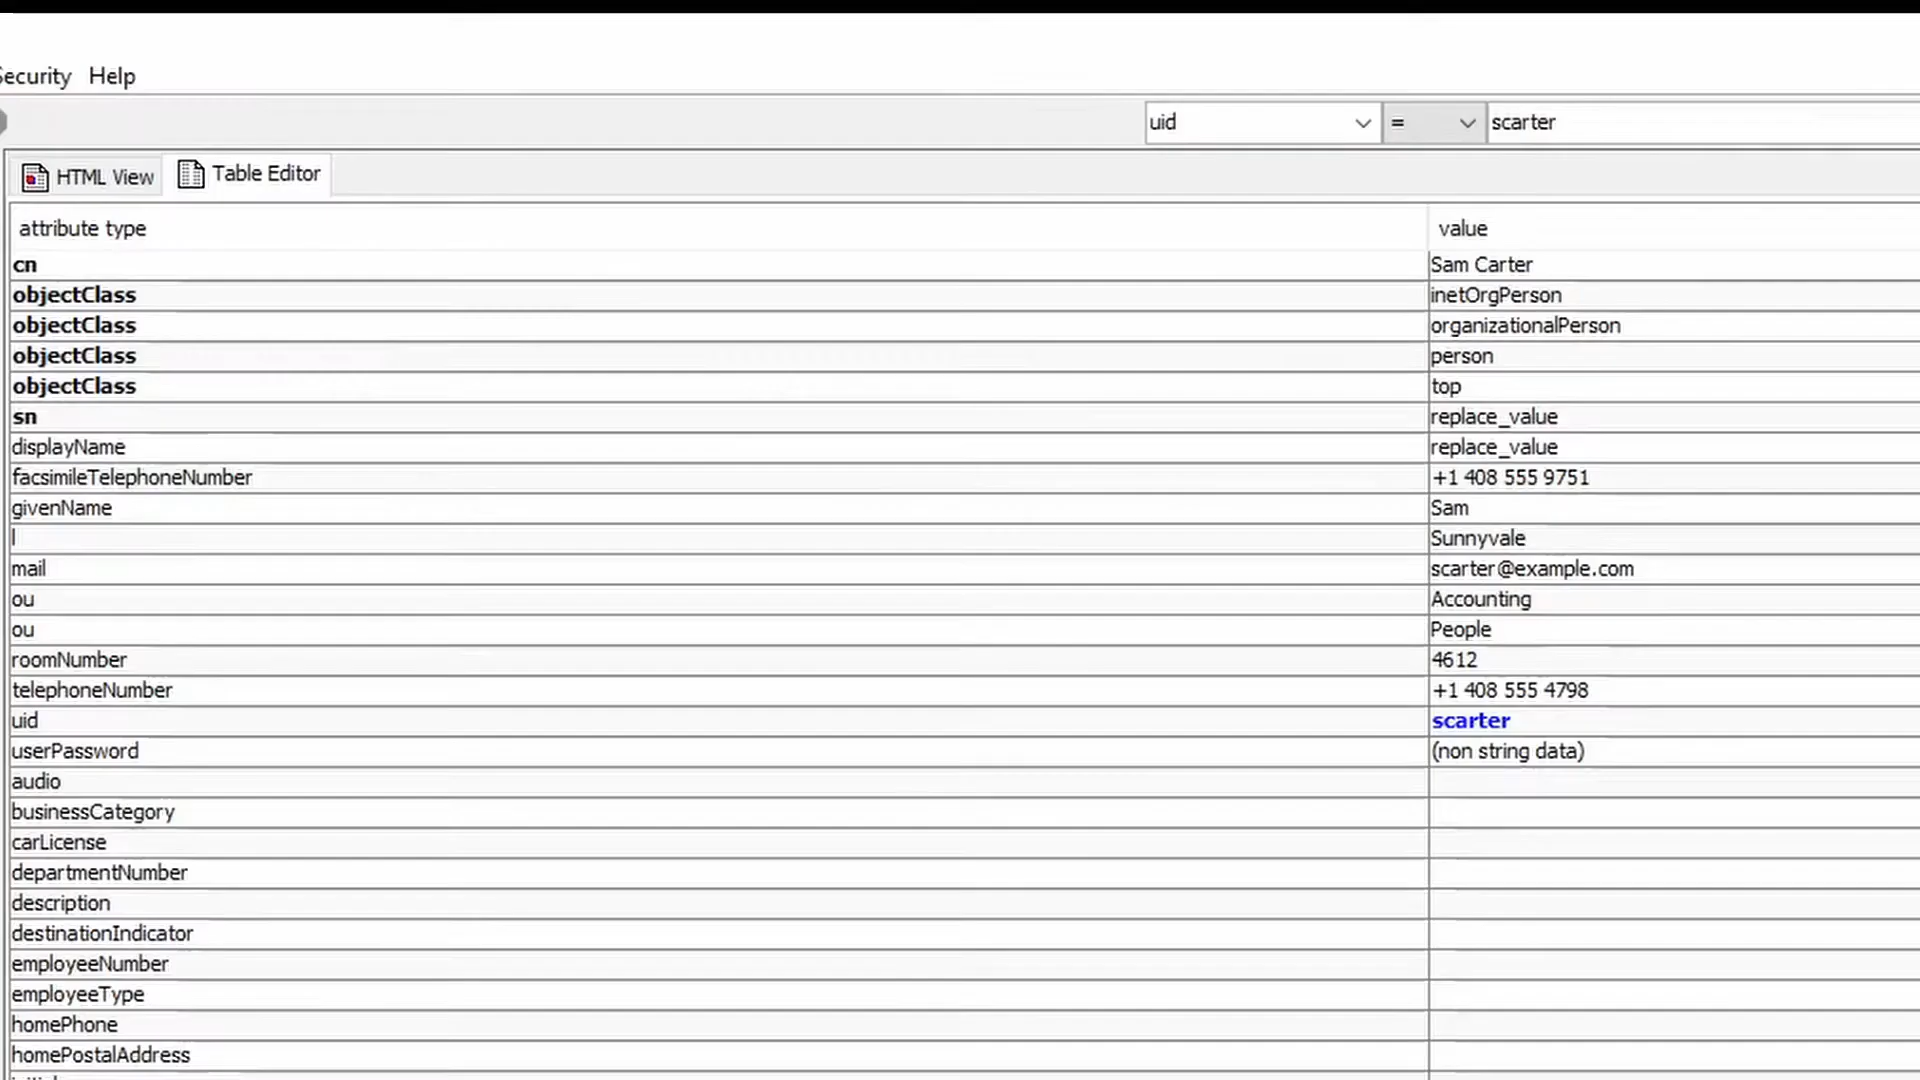 Security Help
uid = scarter
HTML View Table Editor
attribute type value
cn Sam Carter
objectClass inetOrgPerson
objectClass organizationalPerson
objectClass person
objectClass top
sn replace_value
displayName replace_value
facsimileTelephoneNumber +1 408 555 9751
givenName Sam
l Sunnyvale
mail scarter@example.com
ou Accounting
ou People
roomNumber 4612
telephoneNumber +1 408 555 4798
uid scarter
userPassword (non string data)
audio
businessCategory
carLicense
departmentNumber
description
destinationIndicator
employeeNumber
employeeType
homePhone
homePostalAddress